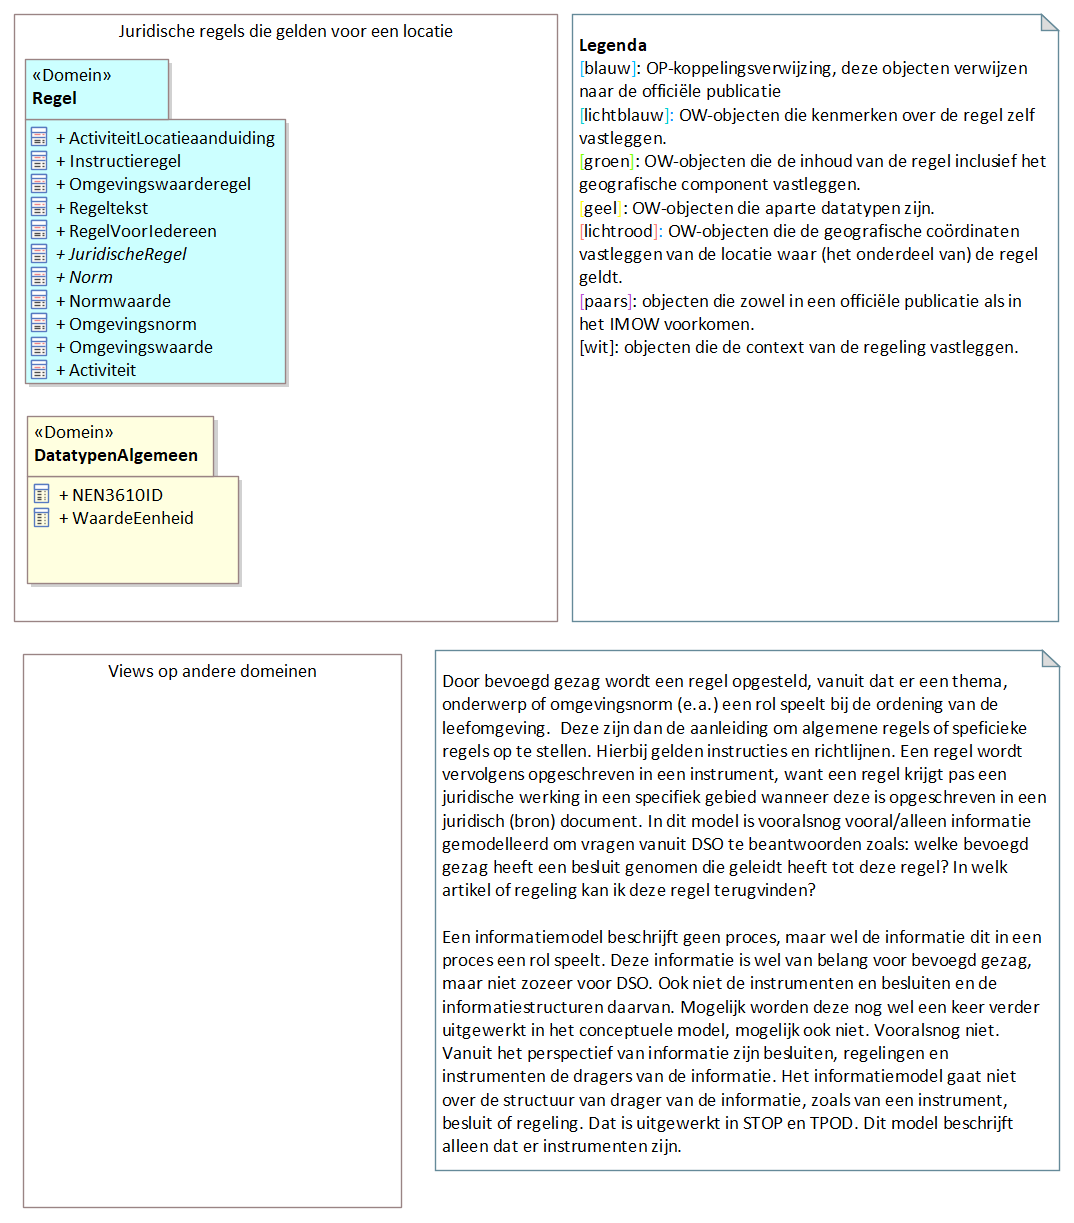 Juridische regels die gelden voor een locatie
«Domein»
Regel
+ ActiviteitLocatieaanduiding
+ Instructieregel
+ Omgevingswaarderegel
+ Regeltekst
+ RegelVoorIedereen
+ JuridischeRegel
+ Norm
+ Normwaarde
+ Omgevingsnorm
+ Omgevingswaarde
+ Activiteit
«Domein»
DatatypenAlgemeen
+ NEN3610ID
+ WaardeEenheid
Legenda
[blauw]: OP-koppelingsverwijzing, deze objecten verwijzen
naar de officiële publicatie
[lichtblauw]: OW-objecten die kenmerken over de regel zelf
vastleggen.
[groen]: OW-objecten die de inhoud van de regel inclusief het
geografische component vastleggen.
[geel]: OW-objecten die aparte datatypen zijn.
[lichtrood]: OW-objecten die de geografische coördinaten
vastleggen van de locatie waar (het onderdeel van) de regel
geldt.
[paars]: objecten die zowel in een officiële publicatie als in
het IMOW voorkomen.
[wit]: objecten die de context van de regeling vastleggen.
Views op andere domeinen
Door bevoegd gezag wordt een regel opgesteld, vanuit dat er een thema,
onderwerp of omgevingsnorm (e.a.) een rol speelt bij de ordening van de
leefomgeving.  Deze zijn dan de aanleiding om algemene regels of speficieke
regels op te stellen. Hierbij gelden instructies en richtlijnen. Een regel wordt
vervolgens opgeschreven in een instrument, want een regel krijgt pas een
juridische werking in een specifiek gebied wanneer deze is opgeschreven in een
juridisch (bron) document. In dit model is vooralsnog vooral/alleen informatie
gemodelleerd om vragen vanuit DSO te beantwoorden zoals: welke bevoegd
gezag heeft een besluit genomen die geleidt heeft tot deze regel? In welk
artikel of regeling kan ik deze regel terugvinden?
Een informatiemodel beschrijft geen proces, maar wel de informatie dit in een
proces een rol speelt. Deze informatie is wel van belang voor bevoegd gezag,
maar niet zozeer voor DSO. Ook niet de instrumenten en besluiten en de
informatiestructuren daarvan. Mogelijk worden deze nog wel een keer verder
uitgewerkt in het conceptuele model, mogelijk ook niet. Vooralsnog niet.
Vanuit het perspectief van informatie zijn besluiten, regelingen en
instrumenten de dragers van de informatie. Het informatiemodel gaat niet
over de structuur van drager van de informatie, zoals van een instrument,
besluit of regeling. Dat is uitgewerkt in STOP en TPOD. Dit model beschrijft
alleen dat er instrumenten zijn.